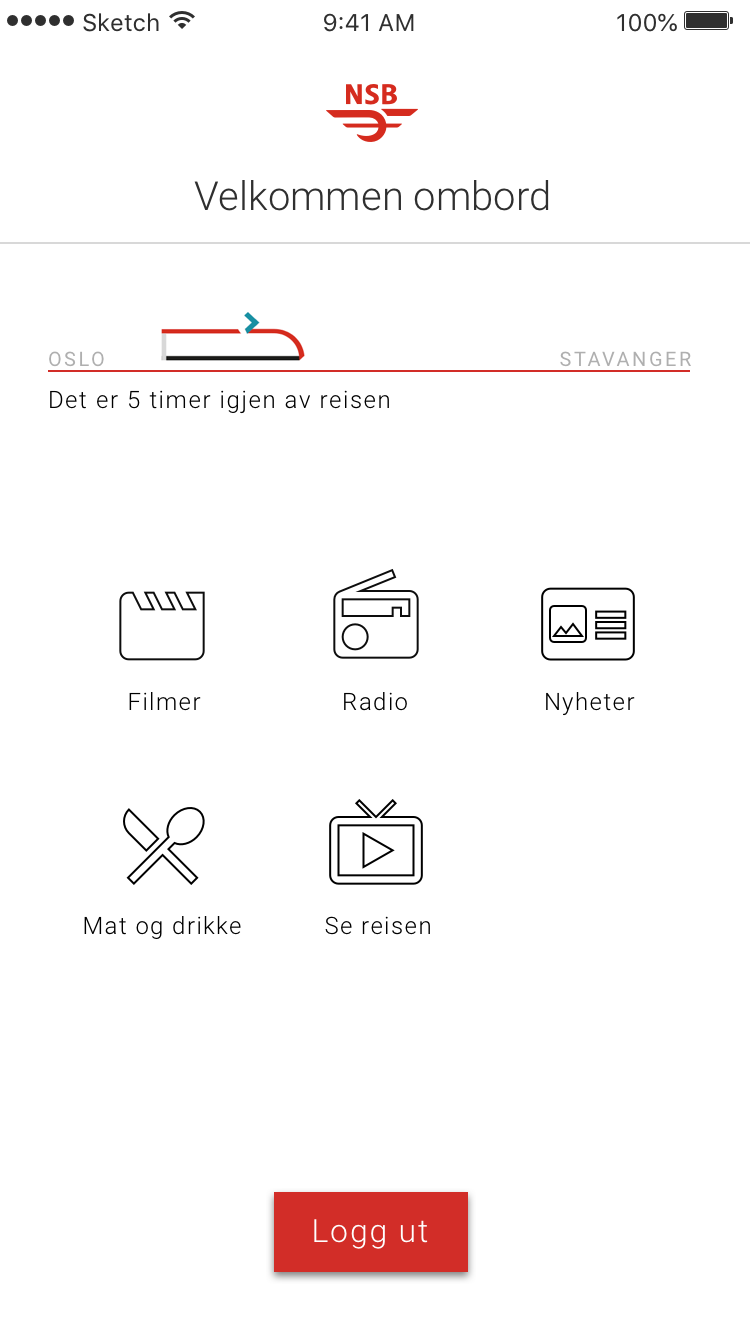 Sketch 9:41 AM 100%
NSB
Velkommen ombord
OSLO STAVANGER
Det er 5 timer igjen av reisen
Filmer Radio Nyheter
Mat og drikke Se reisen
Logg ut